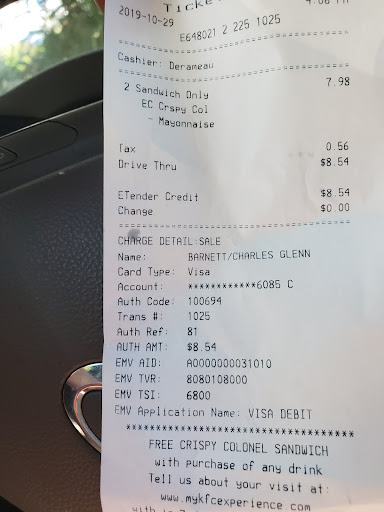 2019-10-29
E648021 2 225 1025
Cashier: Derameau
2 Sandwich Only 7.98
EC Crspy Col
- Mayonnaise
Tax 0.56
Drive Thru $8.54
ETender Credit $8.54
Change $0.00
CHARGE DETAIL:SALE
Name: BARNETT/CHARLES GLENN
Card Type: Visa
Account: ************6085 C
Auth Code: 100694
Trans #: 1025
Auth Ref: 81
AUTH AMT: $8.54
EMV AID: A0000000031010
EMV TVR: 8080108000
EMV TSI: 6800
EMV Application Name: VISA DEBIT
************************************
FREE CRISPY COLONEL SANDWICH
with purchase of any drink
Tell us about your visit at:
www.mykfcexperience.com